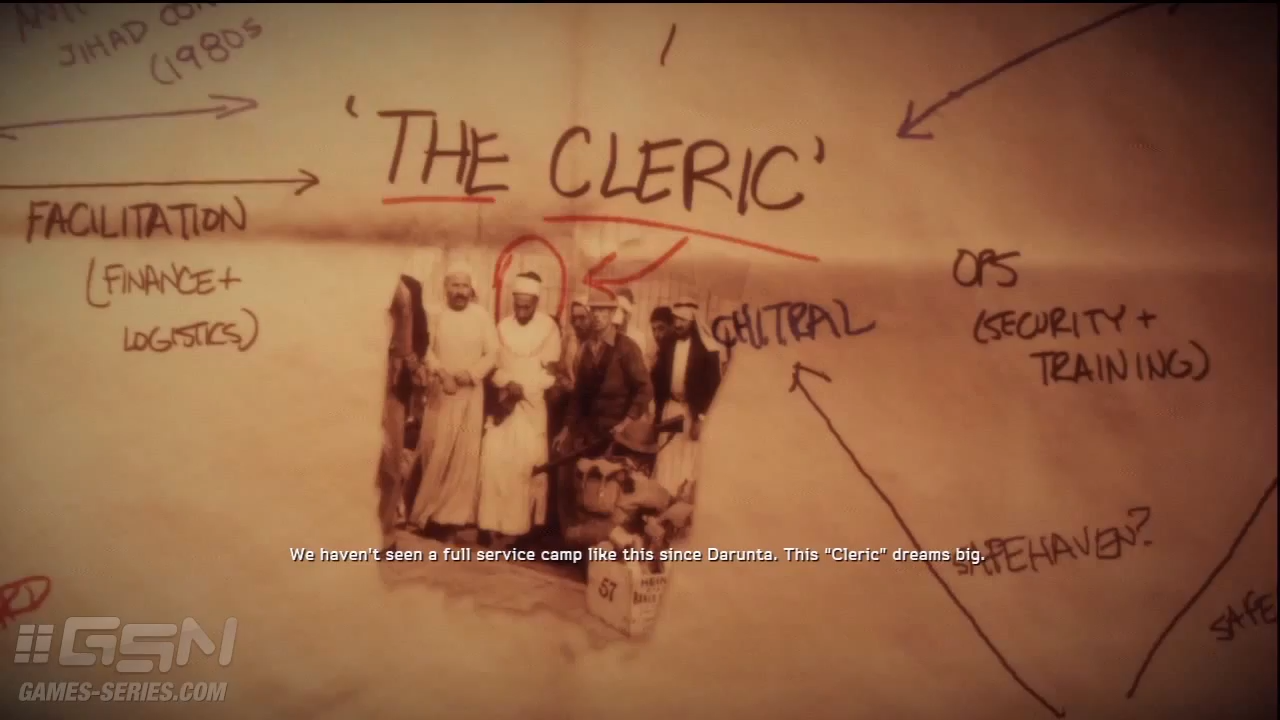 JIHAD
(1980s
'THE CLERIC'
FACILITATION
(FINANCE +
LOGISTICS)
CHITRAL
OPS
(SECURITY +
TRAINING)
SAFEHAVEN?
57
We haven't seen a full service camp like this since Darunta. This "Cleric" dreams big.
GSN
GAMES-SERIES.COM